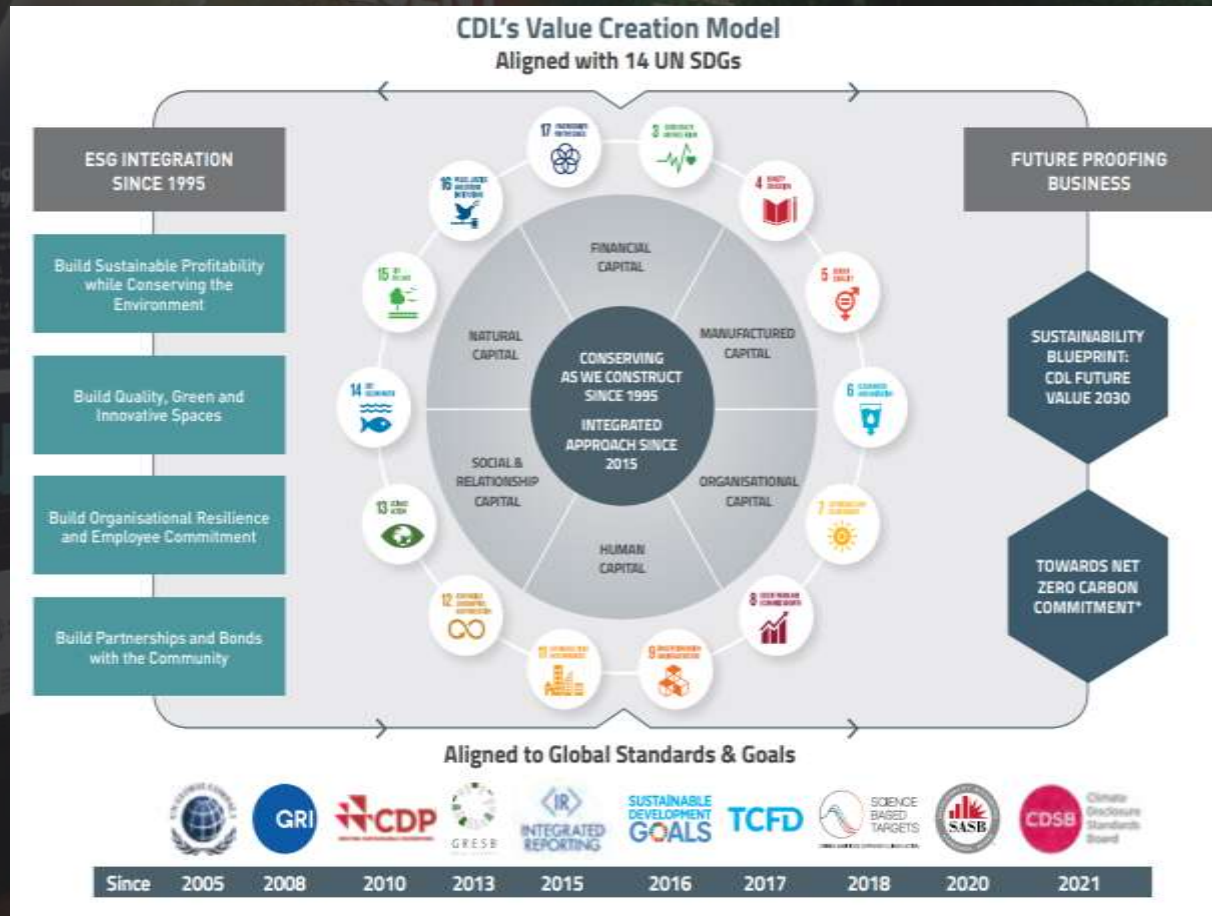 CDL's Value Creation Model
Aligned with 14 UN SDGs
ESG INTEGRATION
SINCE 1995
Build Sustainable Profitability
while Conserving the
Environment
Build Quality, Green and
Innovative Spaces
Build Organisational Resilience
and Employee Commitment
Build Partnerships and Bonds
with the Community
17
3
16
4
15
5
14
6
13
7
12
8
11
9
FINANCIAL
CAPITAL
MANUFACTURED
CAPITAL
ORGANISATIONAL
CAPITAL
HUMAN
CAPITAL
SOCIAL &
RELATIONSHIP
CAPITAL
NATURAL
CAPITAL
CONSERVING
AS WE CONSTRUCT
SINCE 1995
INTEGRATED
APPROACH SINCE
2015
FUTURE PROOFING
BUSINESS
SUSTAINABILITY
BLUEPRINT:
CDL FUTURE
VALUE 2030
TOWARDS NET
ZERO CARBON
COMMITMENT*
Aligned to Global Standards & Goals
GRI
CDP
GRESB
<IR>
INTEGRATED
REPORTING
SUSTAINABLE
DEVELOPMENT
GOALS
TCFD
SCIENCE
BASED
TARGETS
SASB
CDSB
Climate
Disclosure
Standards
Board
Since 2005 2008 2010 2013 2015 2016 2017 2018 2020 2021